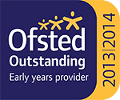 Ofsted
Outstanding
Early years provider
2013|2014